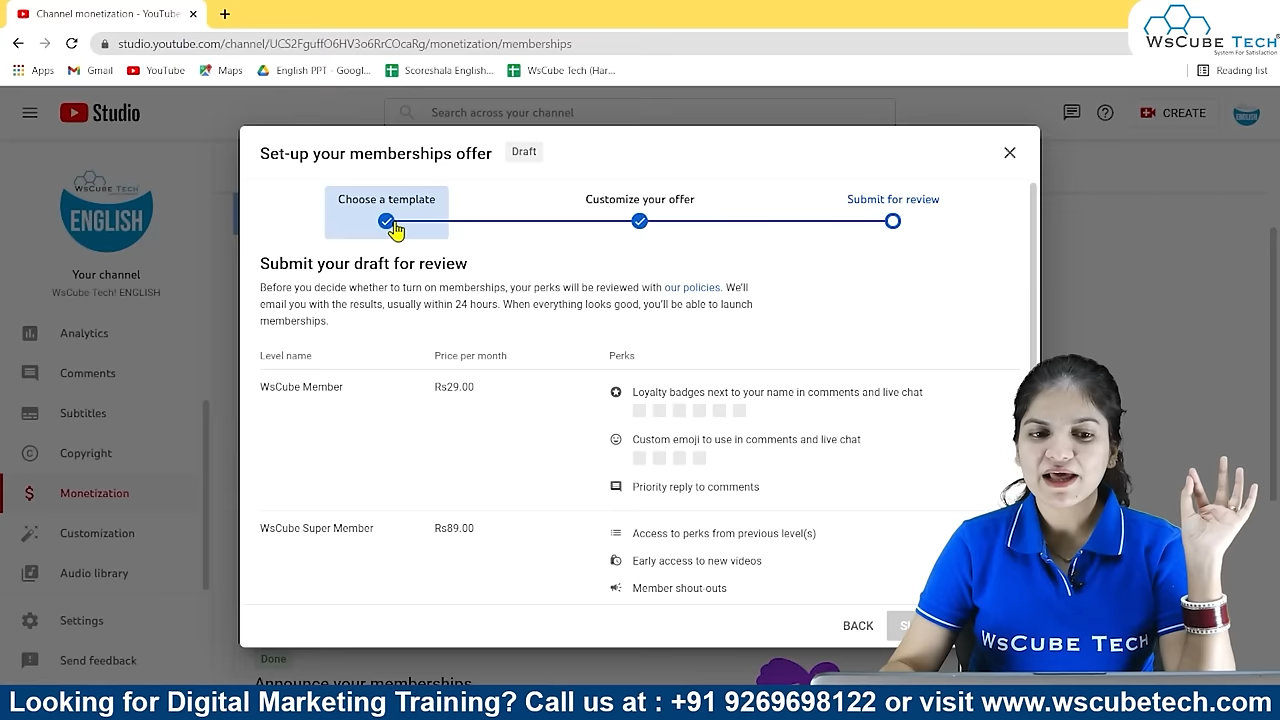 Channel monetization - YouTube
studio.youtube.com/channel/UCS2FguffO6HV3o6RrCOcaRg/monetization/memberships
WsCube Tech
System For Satisfaction
Apps
Gmail
YouTube
Maps
English PPT - Googl...
Scoreshala English...
WsCube Tech (Har...
Reading list
Studio
Search across your channel
CREATE
ENGLISH
WsCube Tech
ENGLISH
Your channel
WsCube Tech! ENGLISH
Analytics
Comments
Subtitles
Copyright
Monetization
Customization
Audio library
Settings
Send feedback
Set-up your memberships offer
Draft
Choose a template
Customize your offer
Submit for review
Submit your draft for review
Before you decide whether to turn on memberships, your perks will be reviewed with our policies. We'll
email you with the results, usually within 24 hours. When everything looks good, you'll be able to launch
memberships.
Level name
Price per month
Perks
WsCube Member
Rs29.00
Loyalty badges next to your name in comments and live chat
Custom emoji to use in comments and live chat
Priority reply to comments
WsCube Super Member
Rs89.00
Access to perks from previous level(s)
Early access to new videos
Member shout-outs
BACK
Done
WsCube Tech
Looking for Digital Marketing Training? Call us at : +91 9269698122 or visit www.wscubetech.com